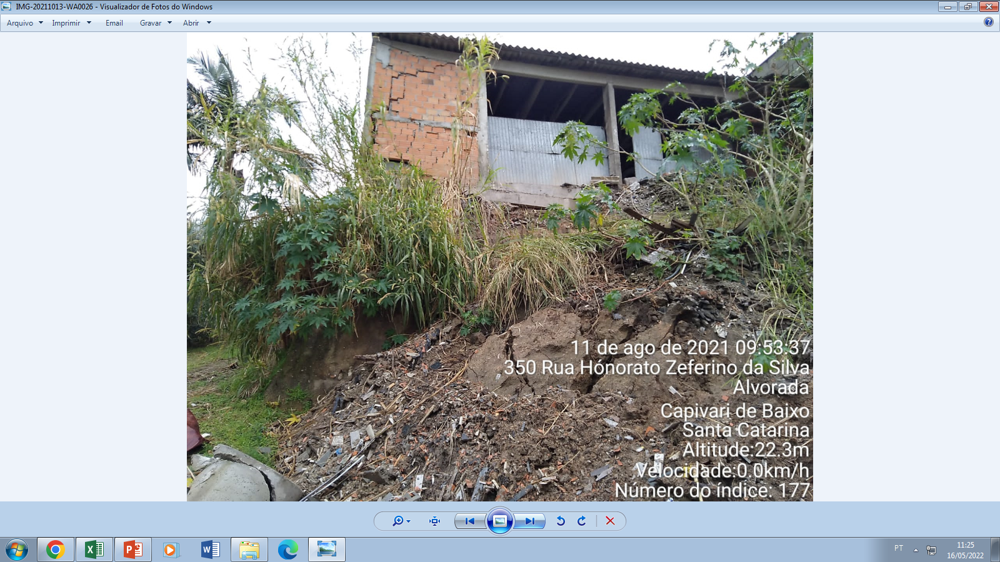 IMG-20211013-WA0026 - Visualizador de Fotos do Windows
Arquivo Imprimir Email Gravar Abrir
11 de ago de 2021 09:53:37
350 Rua Hónorato Zeferino da Silva
Alvorada
Capivari de Baixo
Santa Catarina
Altitude:22.3m
Velocidade:0.0km/h
Número do índice: 177
PT
11:25
16/05/2022